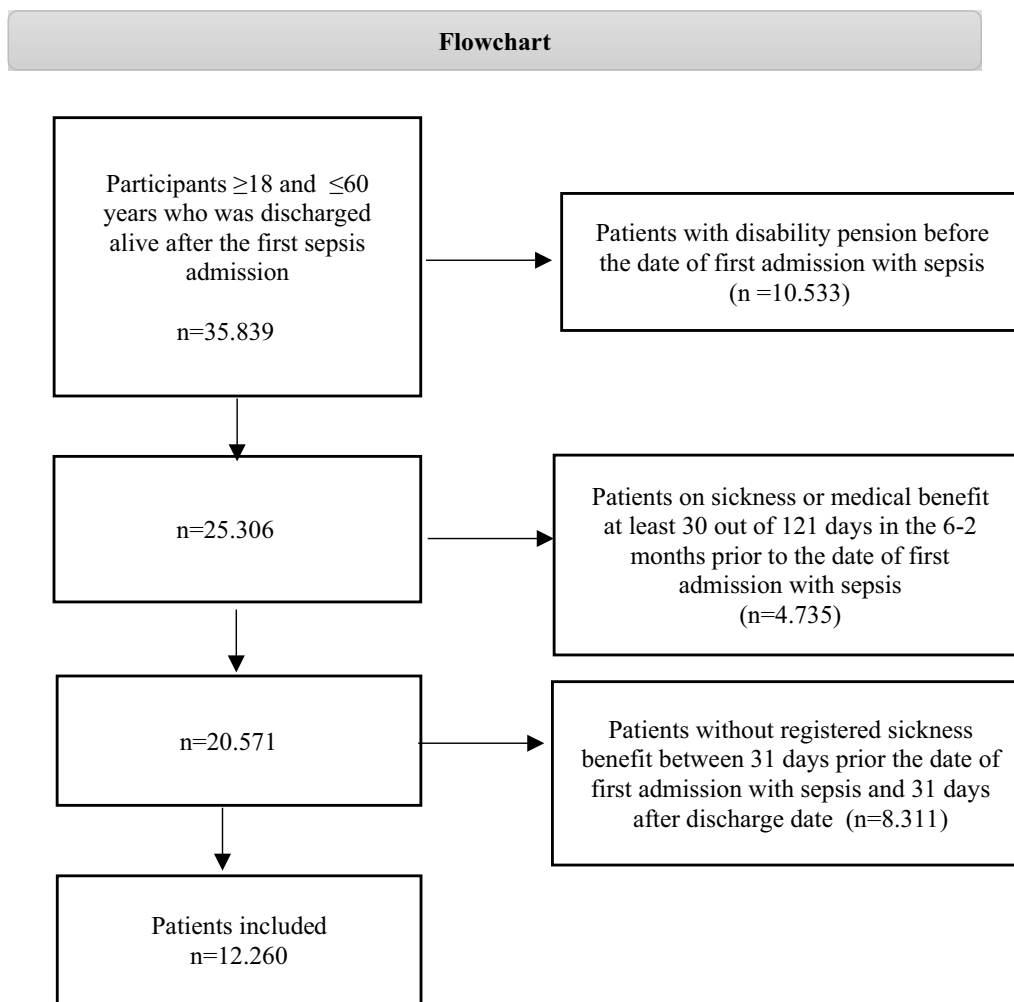 Flowchart
Participants ≥18 and ≤60
years who was discharged
alive after the first sepsis
admission
n=35.839
Patients with disability pension before
the date of first admission with sepsis
(n =10.533)
n=25.306
Patients on sickness or medical benefit
at least 30 out of 121 days in the 6-2
months prior to the date of first
admission with sepsis
(n=4.735)
n=20.571
Patients without registered sickness
benefit between 31 days prior the date of
first admission with sepsis and 31 days
after discharge date (n=8.311)
Patients included
n=12.260